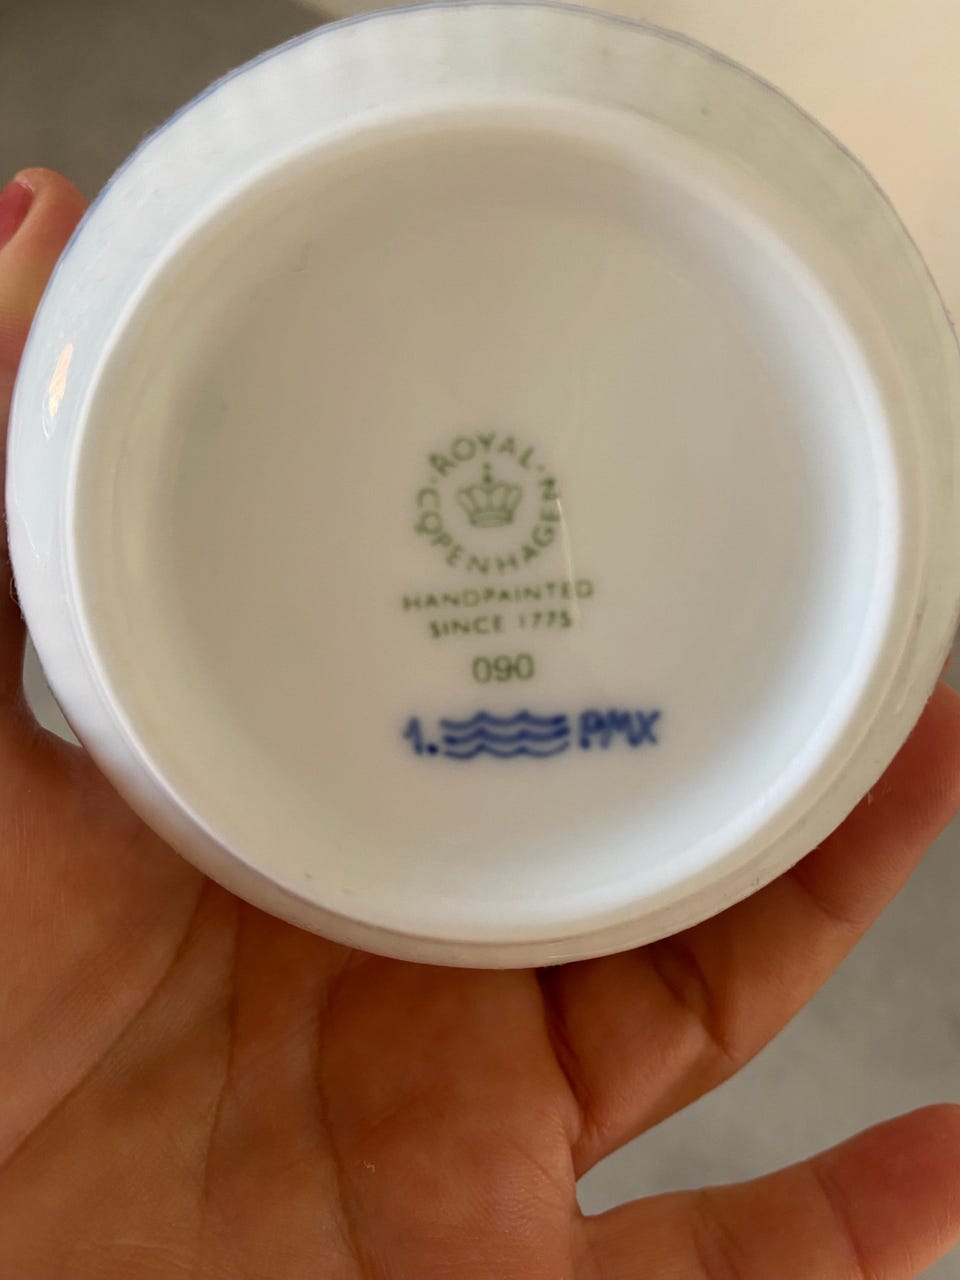 ROYAL
COPENHAGEN
HANDPAINTED
SINCE 1775
090
1. PMX